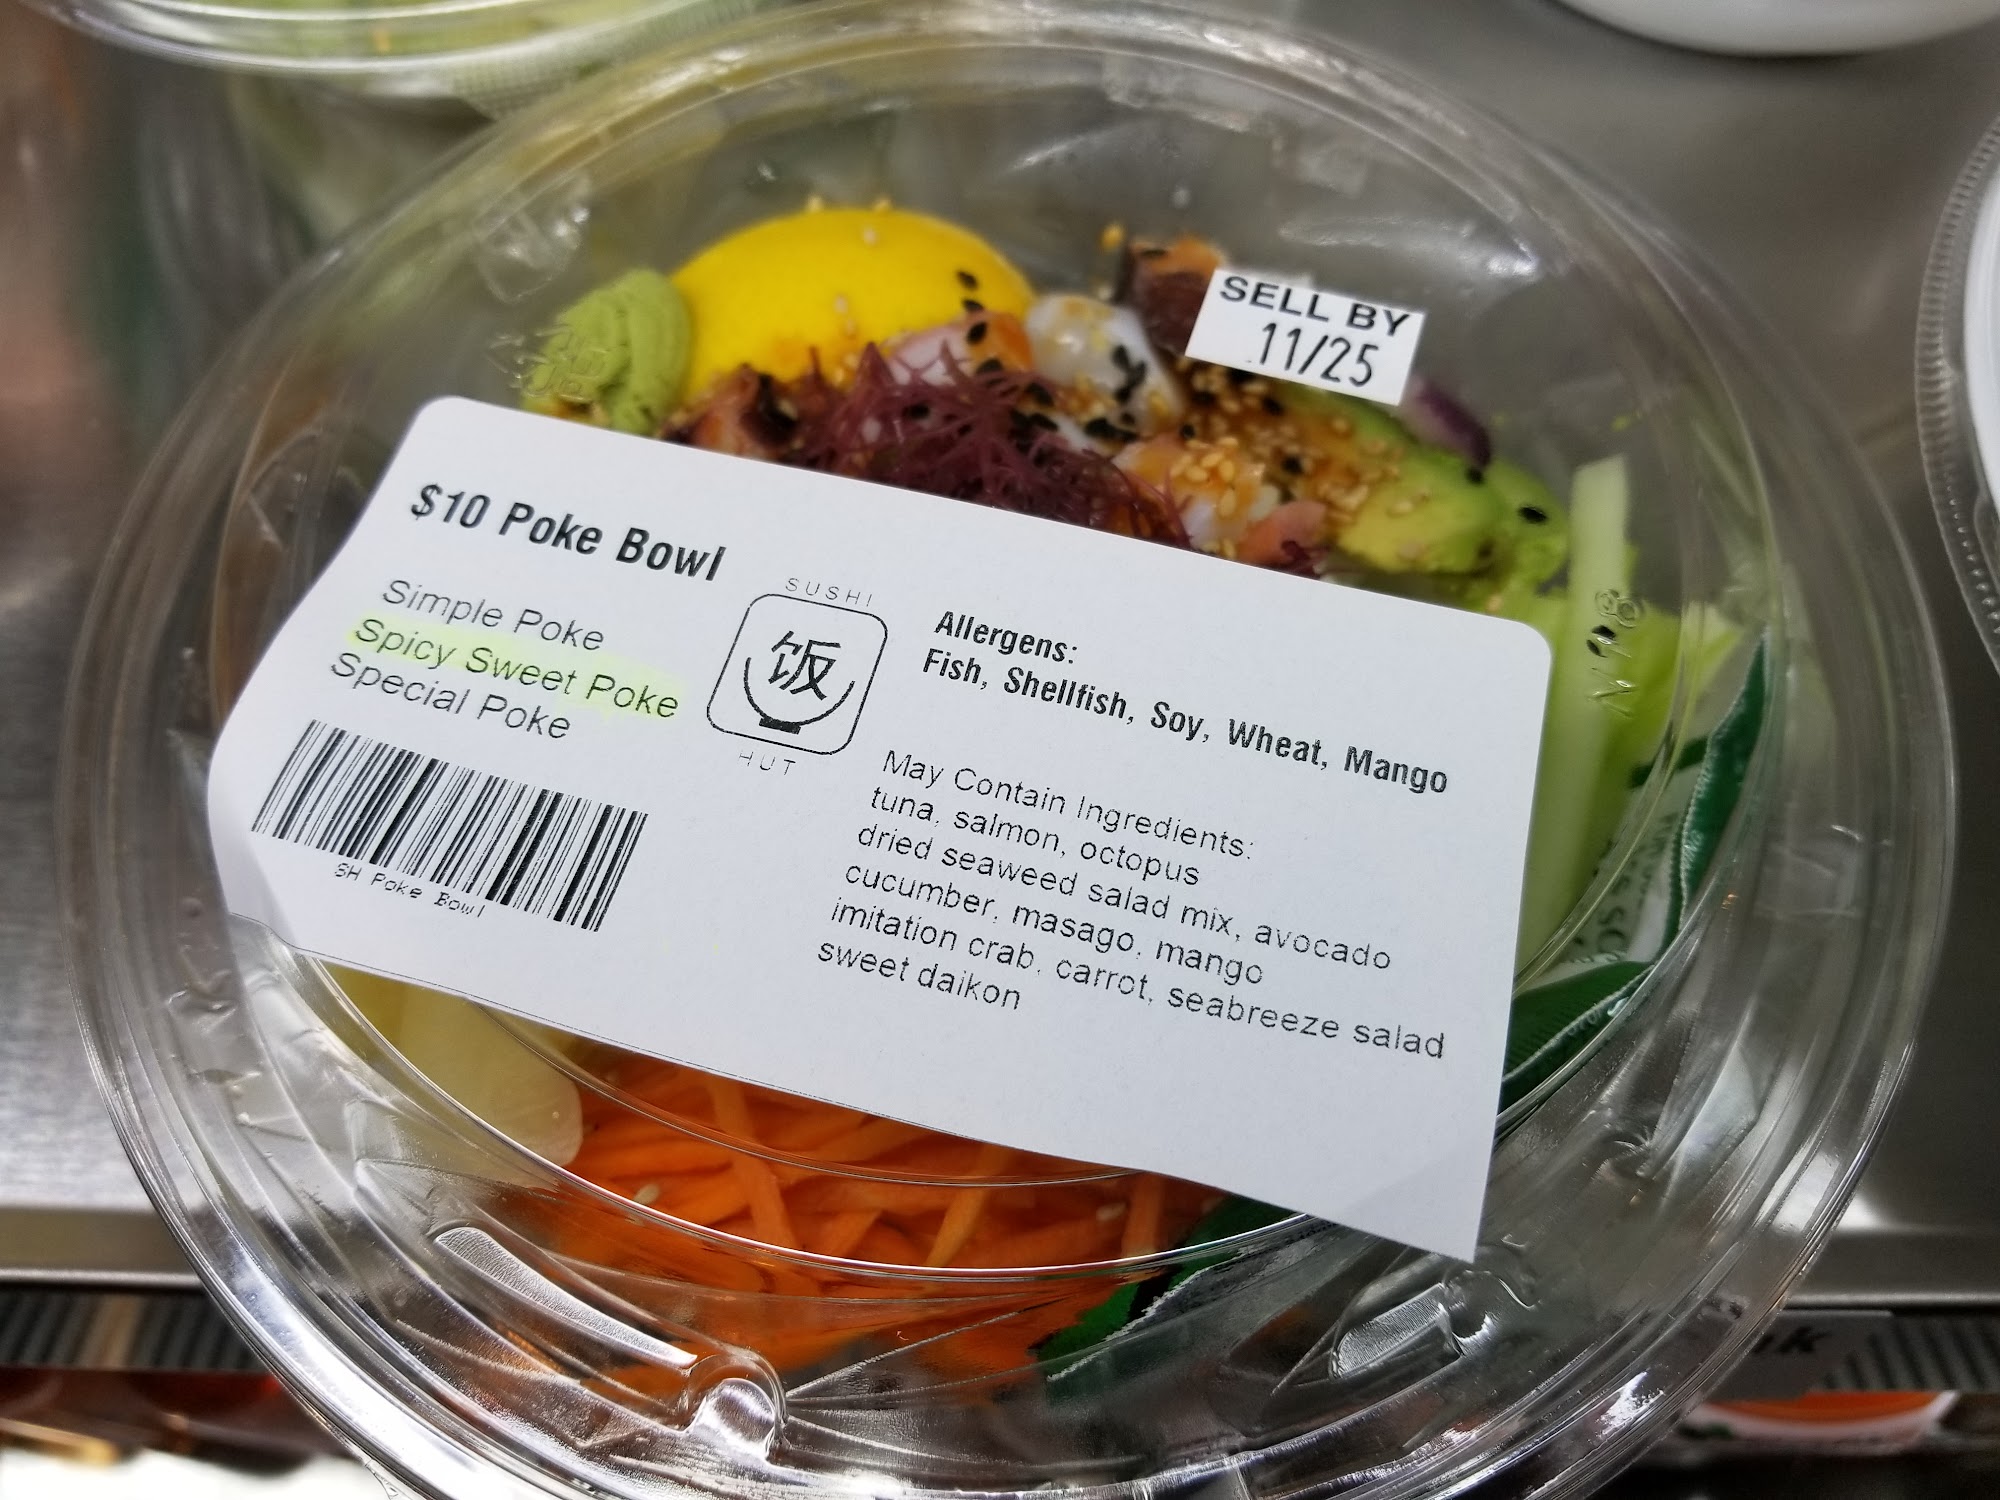 SELL BY
11/25
$10 Poke Bowl
Simple Poke
Spicy Sweet Poke
Special Poke
SH Poke Bowl
SUSHI
饭
HUT
Allergens:
Fish, Shellfish, Soy, Wheat, Mango
May Contain Ingredients:
tuna, salmon, octopus
dried seaweed salad mix, avocado
cucumber, masago, mango
imitation crab, carrot, seabreeze salad
sweet daikon